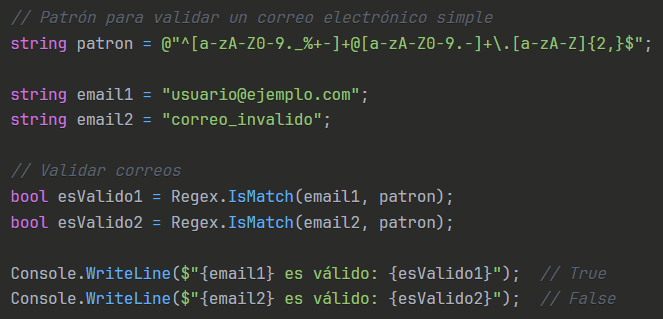 // Patrón para validar un correo electrónico simple
string patron = @"^[a-zA-Z0-9._%+-]+@[a-zA-Z0-9.-]+\.[a-zA-Z]{2,}$";
string email1 = "usuario@ejemplo.com";
string email2 = "correo_invalido";
// Validar correos
bool esValido1 = Regex.IsMatch(email1, patron);
bool esValido2 = Regex.IsMatch(email2, patron);
Console.WriteLine($"{email1} es válido: {esValido1}");  // True
Console.WriteLine($"{email2} es válido: {esValido2}");  // False